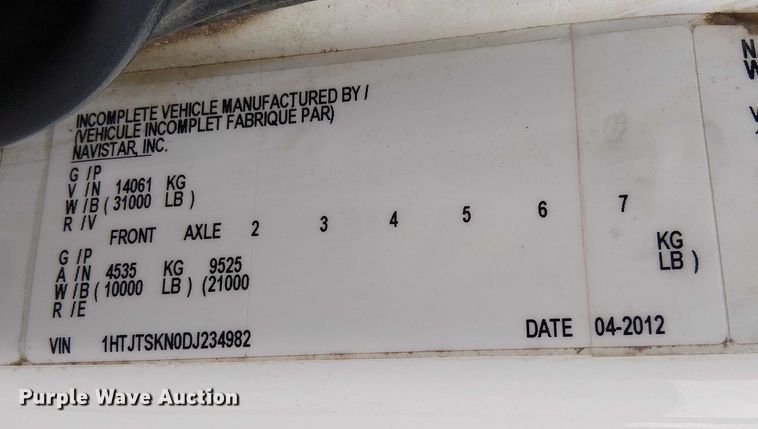 INCOMPLETE VEHICLE MANUFACTURED BY /
(VEHICULE INCOMPLET FABRIQUE PAR)
NAVISTAR, INC.
G /P
V / N 14061 KG
W / B ( 31000 LB )
R / V
FRONT AXLE 2 3 4 5 6 7
G / P
A / N 4535 KG 9525 KG
W / B ( 10000 LB ) (21000 LB )
R / E
VIN 1HTJTSKN0DJ234982 DATE 04-2012
Purple Wave Auction